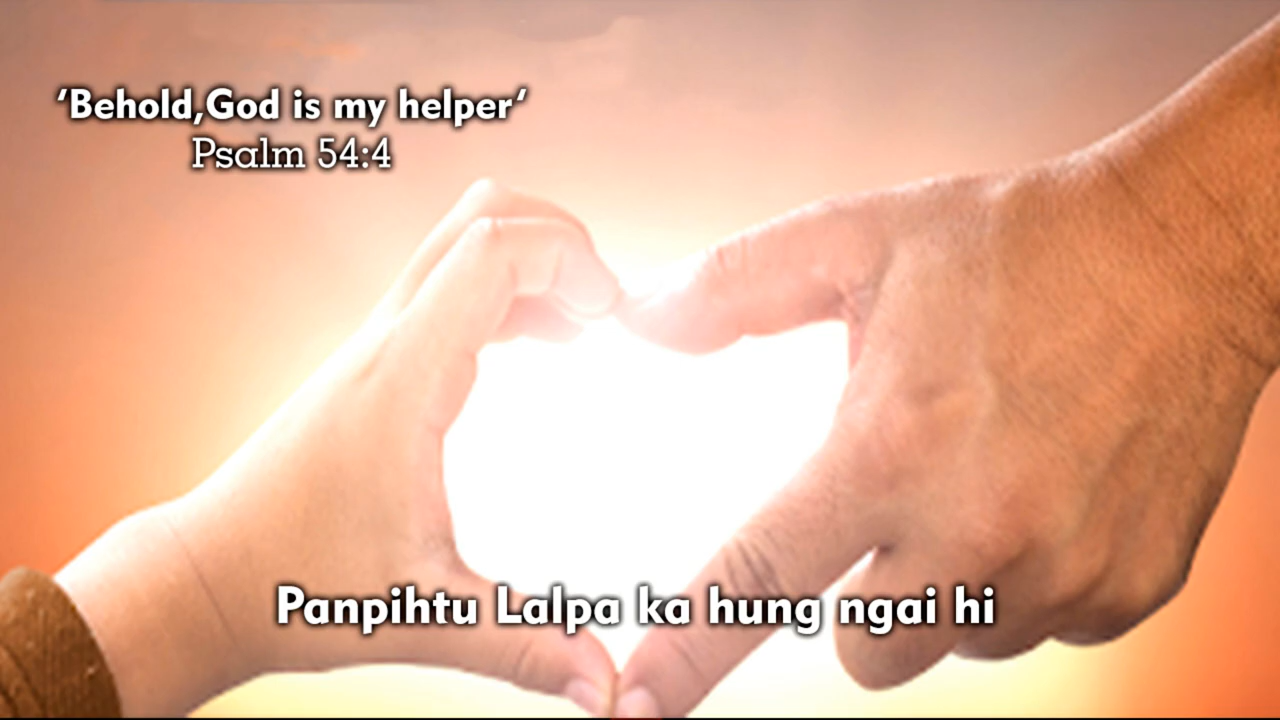 ‘Behold,God is my helper‘
Psalm 54:4
Panpihtu Lalpa ka hung ngai hi